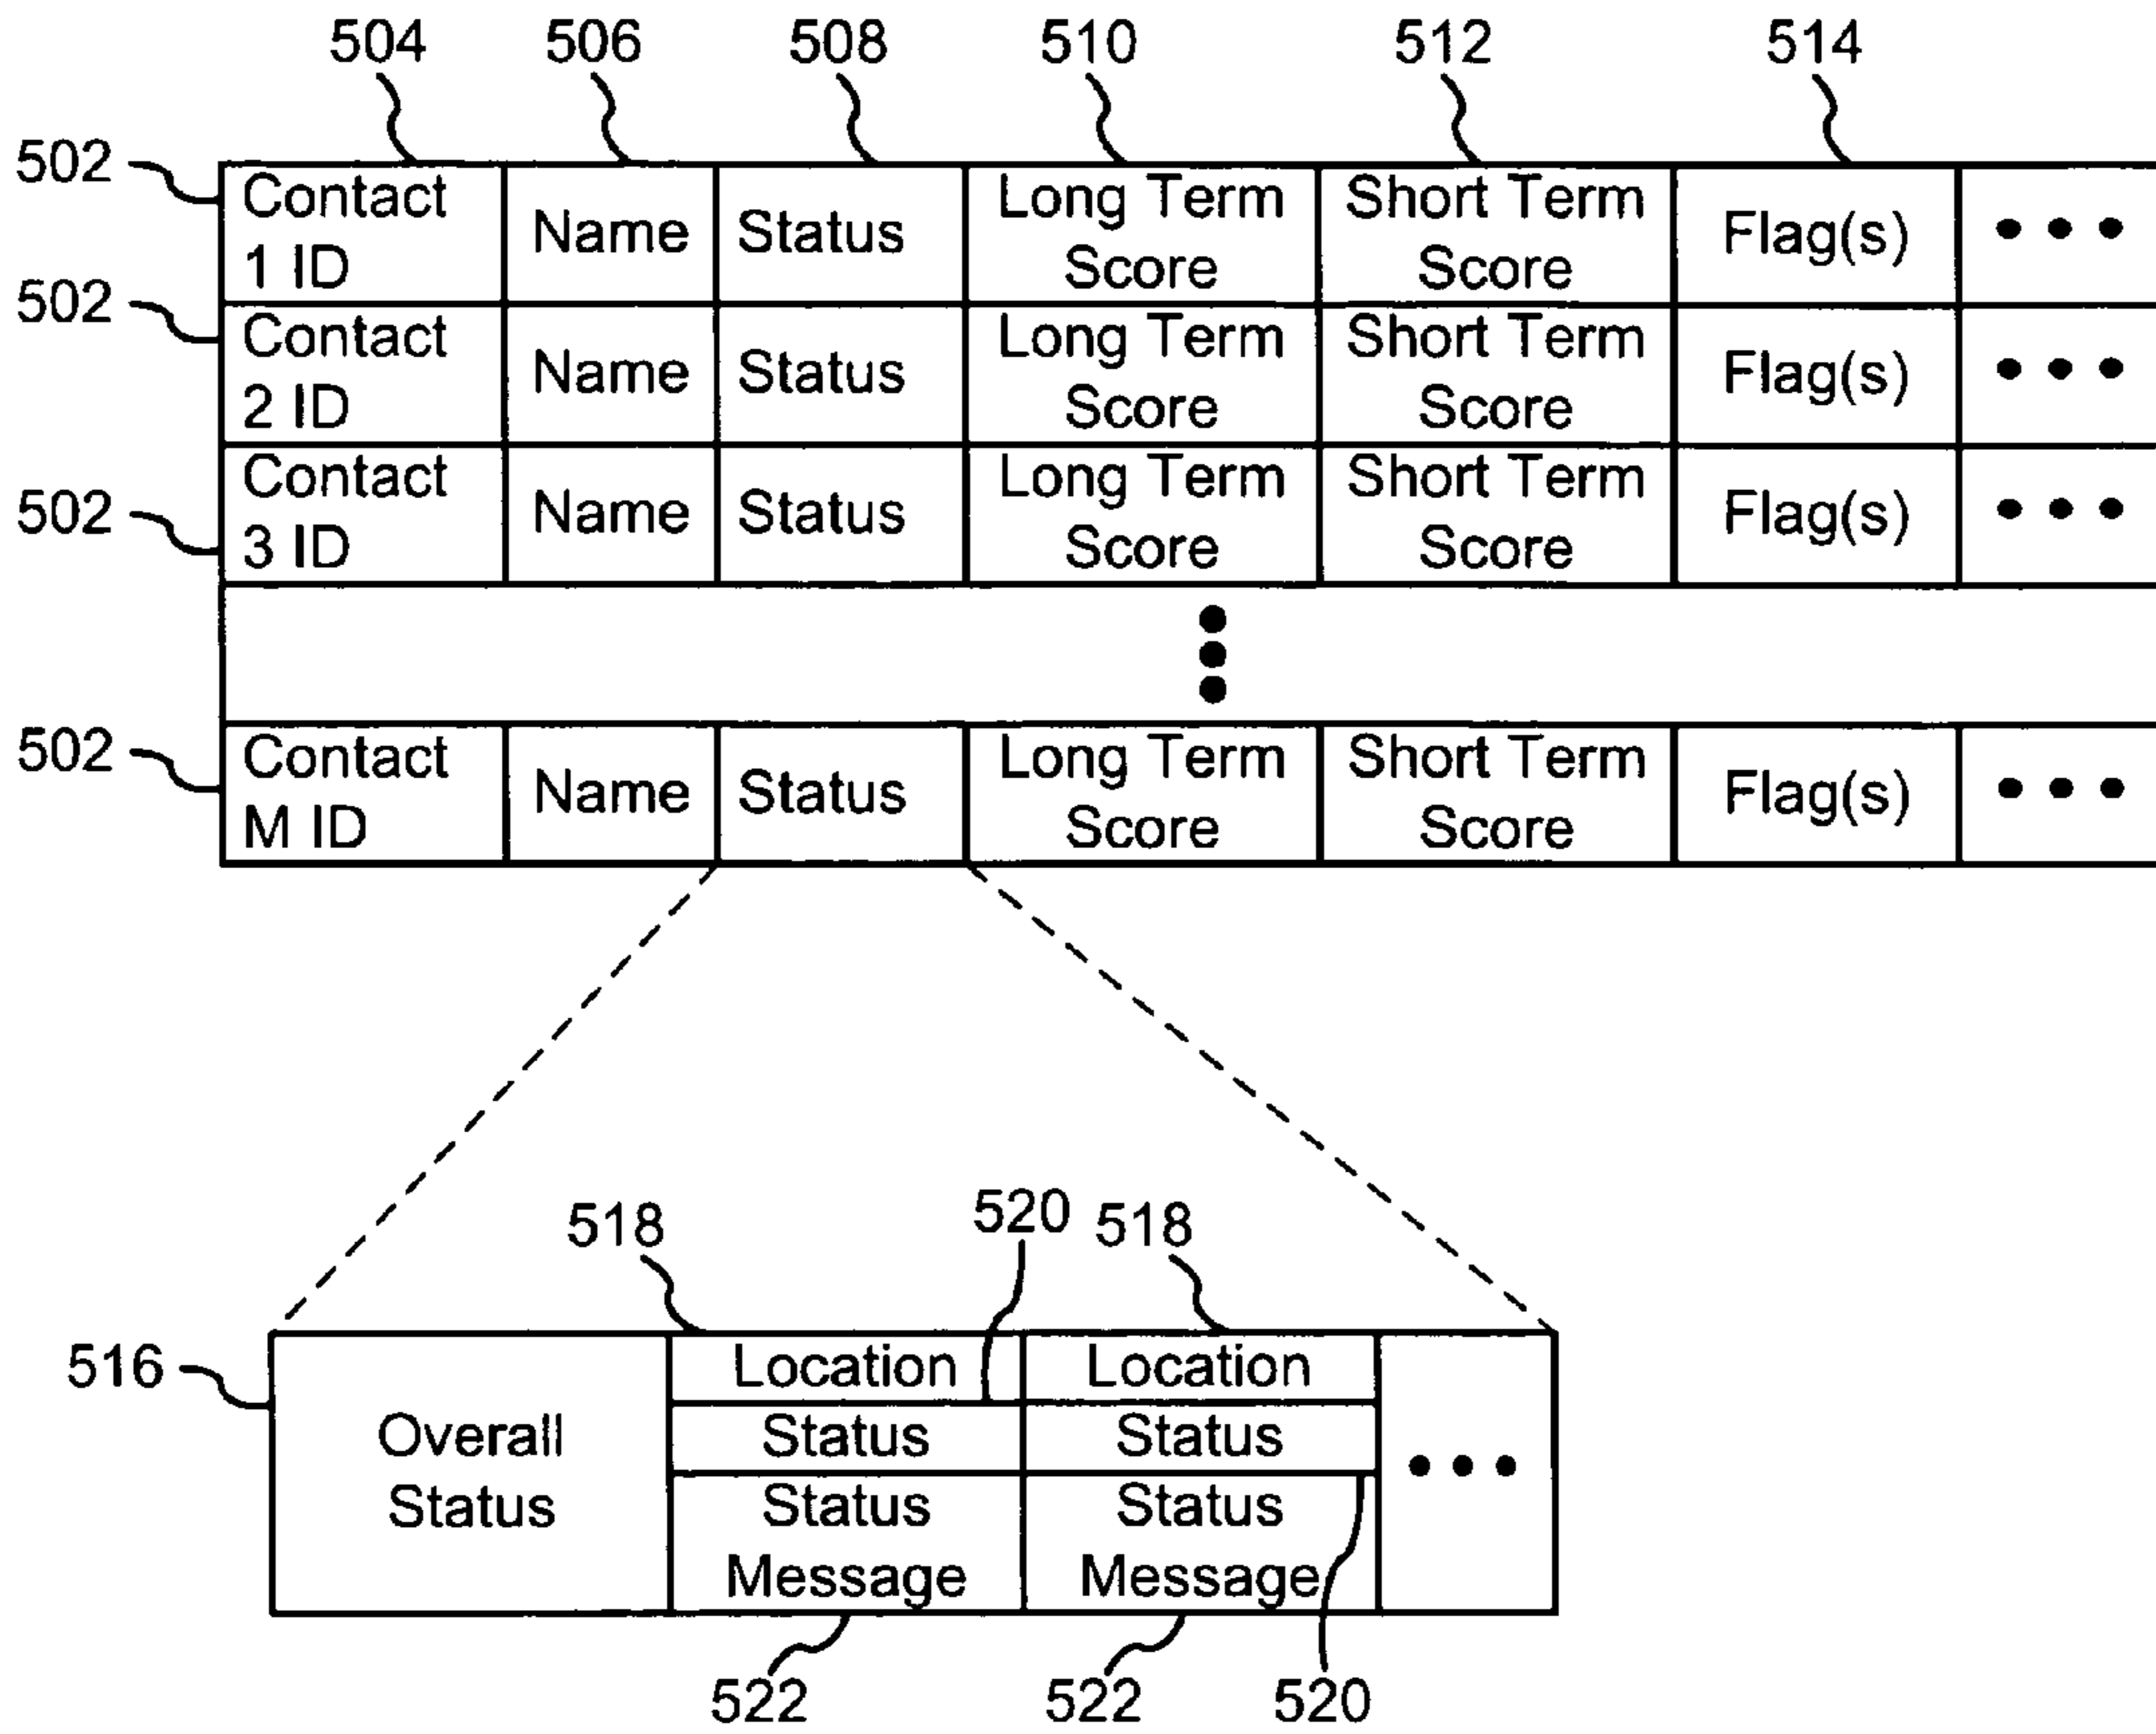 504 506 508 510 512 514
502 502 502 502
Contact 1 ID Name Status Long Term Score Short Term Score Flag(s) • • •
Contact 2 ID Name Status Long Term Score Short Term Score Flag(s) • • •
Contact 3 ID Name Status Long Term Score Short Term Score Flag(s) • • •
Contact M ID Name Status Long Term Score Short Term Score Flag(s) • • •
518 520 518
516
Overall Status
Location Location
Status Status • • •
Status Message Status Message
522 522 520